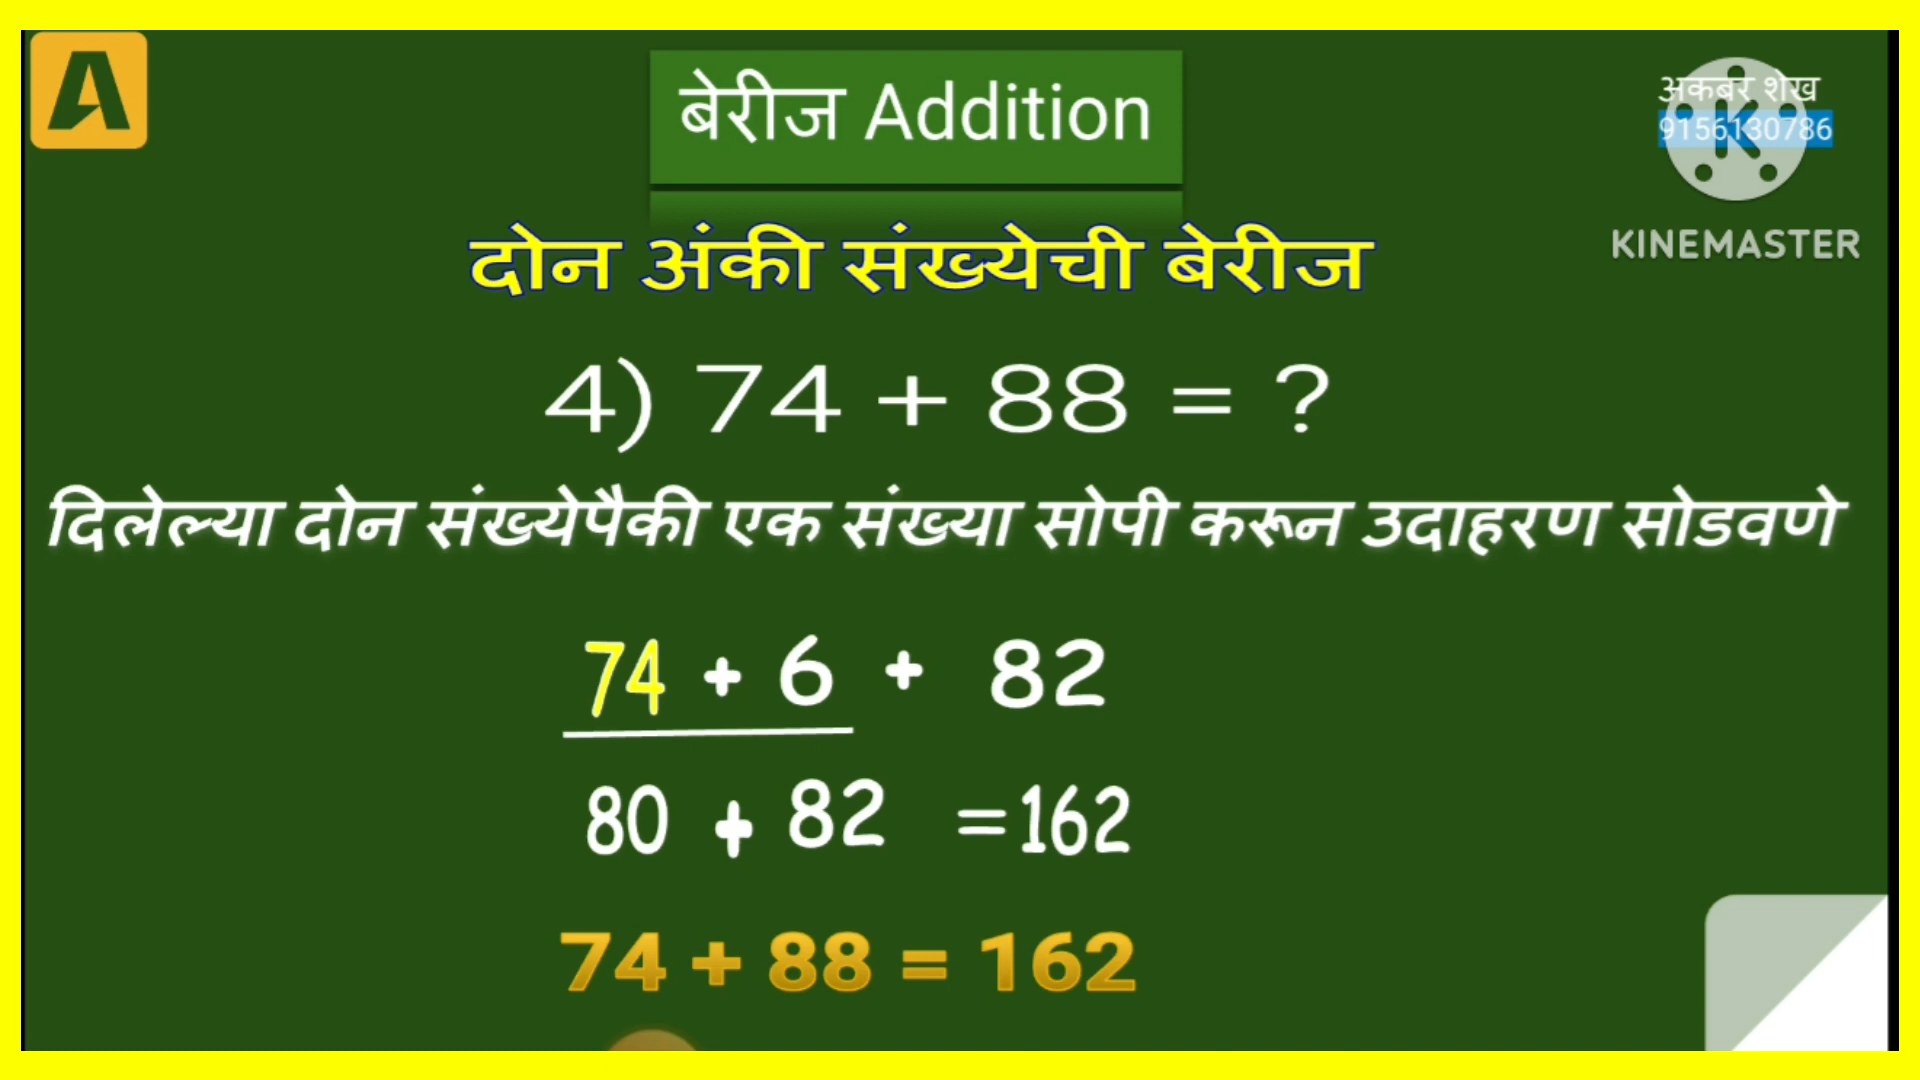 A
बेरीज Addition
अकबर शेख
9156130786
KINEMASTER
दोन अंकी संख्येची बेरीज
4) 74 + 88 = ?
दिलेल्या दोन संख्येपैकी एक संख्या सोपी करून उदाहरण सोडवणे
74 + 6 + 82
80 + 82 =162
74 + 88 = 162